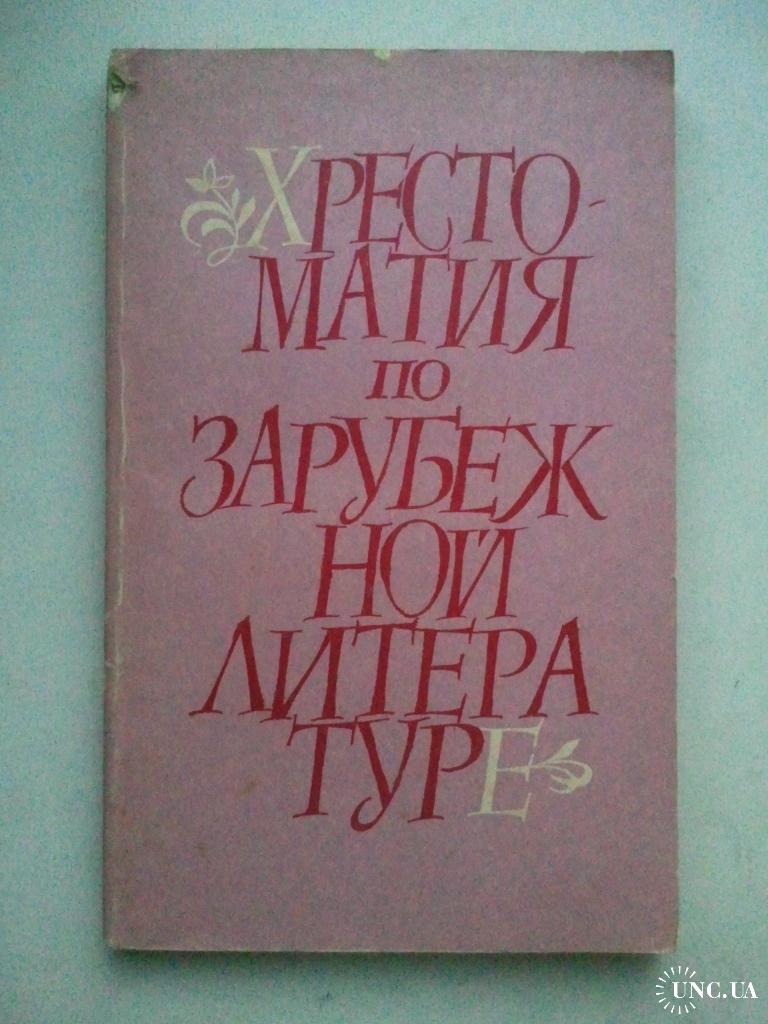 ХРЕСТО-
МАТИЯ
ПО
ЗАРУБЕЖ
НОЙ
ЛИТЕРА
ТУРЕ
UNC.UA